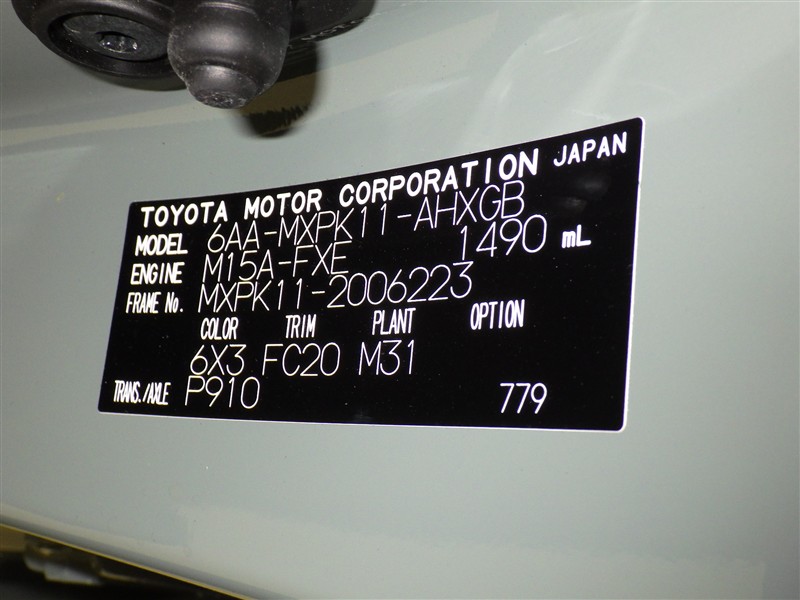 TOYOTA MOTOR CORPORATION JAPAN
MODEL 6AA-MXPK11-AHXGB
ENGINE M15A-FXE 1490 mL
FRAME No. MXPK11-2006223
COLOR TRIM PLANT OPTION
6X3 FC20 M31
TRANS./AXLE P910 779